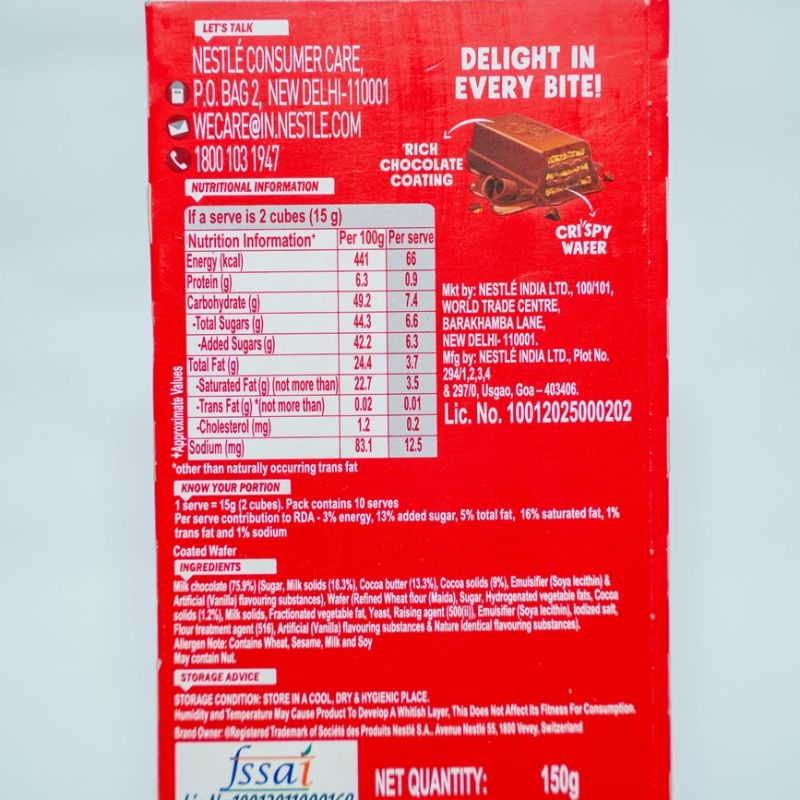 LET'S TALK
NESTLÉ CONSUMER CARE,
P.O. BAG 2, NEW DELHI-110001
WECARE@IN.NESTLE.COM
1800 103 1947
DELIGHT IN
EVERY BITE!
RICH
CHOCOLATE
COATING
CRISPY
WAFER
NUTRITIONAL INFORMATION
If a serve is 2 cubes (15 g)
Nutrition Information+ Per 100g Per serve
Energy (kcal) 441 66
Protein (g) 6.3 0.9
Carbohydrate (g) 49.2 7.4
-Total Sugars (g) 44.3 6.6
-Added Sugars (g) 42.2 6.3
Total Fat (g) 24.4 3.7
-Saturated Fat (g) (not more than) 22.7 3.5
-Trans Fat (g) *(not more than) 0.02 0.01
-Cholesterol (mg) 1.2 0.2
Sodium (mg) 83.1 12.5
+Approximate Values
*other than naturally occurring trans fat
Mkt by: NESTLÉ INDIA LTD., 100/101,
WORLD TRADE CENTRE,
BARAKHAMBA LANE,
NEW DELHI- 110001.
Mfg by: NESTLÉ INDIA LTD., Plot No.
294/1,2,3,4
& 297/0, Usgao, Goa – 403406.
Lic. No. 10012025000202
KNOW YOUR PORTION
1 serve = 15g (2 cubes). Pack contains 10 serves
Per serve contribution to RDA - 3% energy, 13% added sugar, 5% total fat, 16% saturated fat, 1%
trans fat and 1% sodium
Coated Wafer
INGREDIENTS
Milk chocolate (75.9%) (Sugar, Milk solids (18.3%), Cocoa butter (13.3%), Cocoa solids (9%), Emulsifier (Soya lecithin) &
Artificial (Vanilla) flavouring substances), Wafer (Refined Wheat flour (Maida), Sugar, Hydrogenated vegetable fats, Cocoa
solids (1.2%), Milk solids, Fractionated vegetable fat, Yeast, Raising agent (500(ii)), Emulsifier (Soya lecithin), Iodized salt,
Flour treatment agent (516), Artificial (Vanilla) flavouring substances & Nature identical flavouring substances).
Allergen Note: Contains Wheat, Sesame, Milk and Soy
May contain Nut.
STORAGE ADVICE
STORAGE CONDITION: STORE IN A COOL, DRY & HYGIENIC PLACE.
Humidity and Temperature May Cause Product To Develop A Whitish Layer, This Does Not Affect its Fitness For Consumption.
Brand Owner: ®Registered Trademark of Société des Produits Nestlé S.A., Avenue Nestlé 55, 1800 Vevey, Switzerland
fssai
NET QUANTITY: 150g